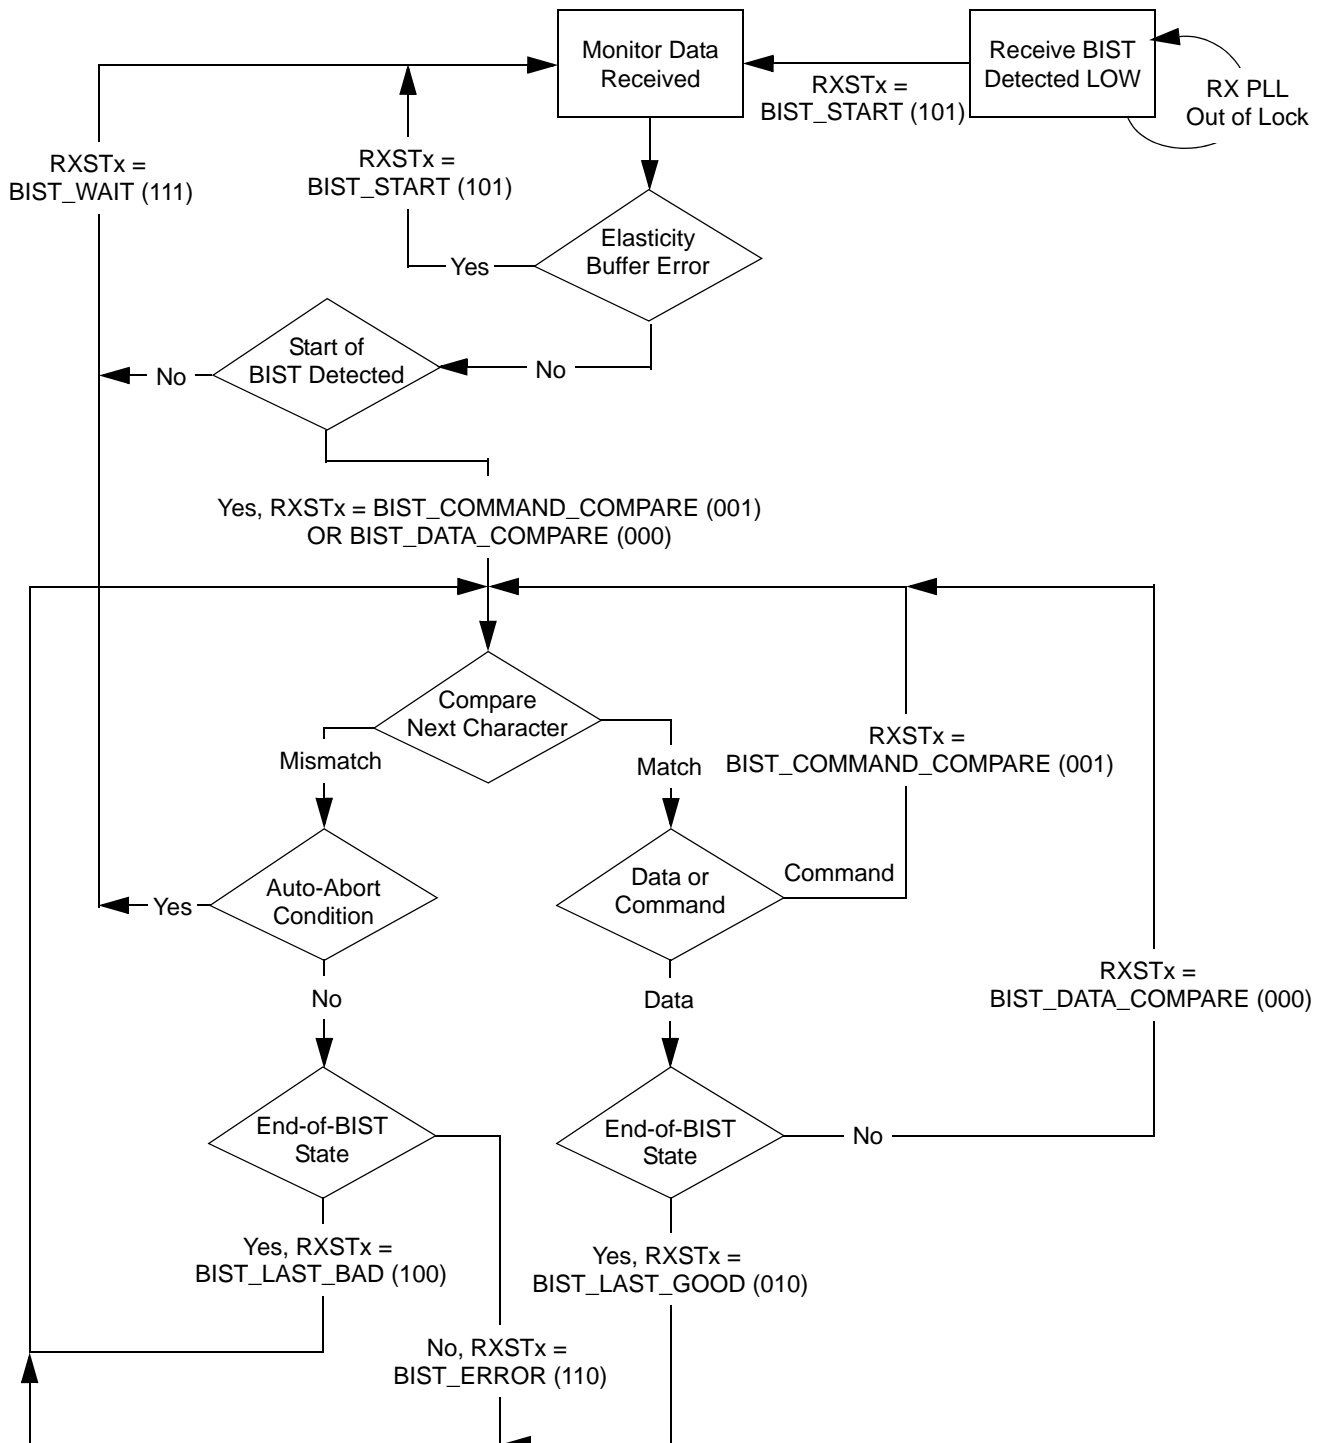 Monitor Data
Received
Receive BIST
Detected LOW
RX PLL
Out of Lock
RXSTx =
BIST_START (101)
RXSTx =
BIST_WAIT (111)
RXSTx =
BIST_START (101)
Elasticity
Buffer Error
Yes
No
Start of
BIST Detected
No
Yes, RXSTx = BIST_COMMAND_COMPARE (001)
OR BIST_DATA_COMPARE (000)
Compare
Next Character
Mismatch
Match
RXSTx =
BIST_COMMAND_COMPARE (001)
Auto-Abort
Condition
Yes
Data or
Command
Command
No
Data
RXSTx =
BIST_DATA_COMPARE (000)
End-of-BIST
State
End-of-BIST
State
No
Yes, RXSTx =
BIST_LAST_BAD (100)
Yes, RXSTx =
BIST_LAST_GOOD (010)
No, RXSTx =
BIST_ERROR (110)